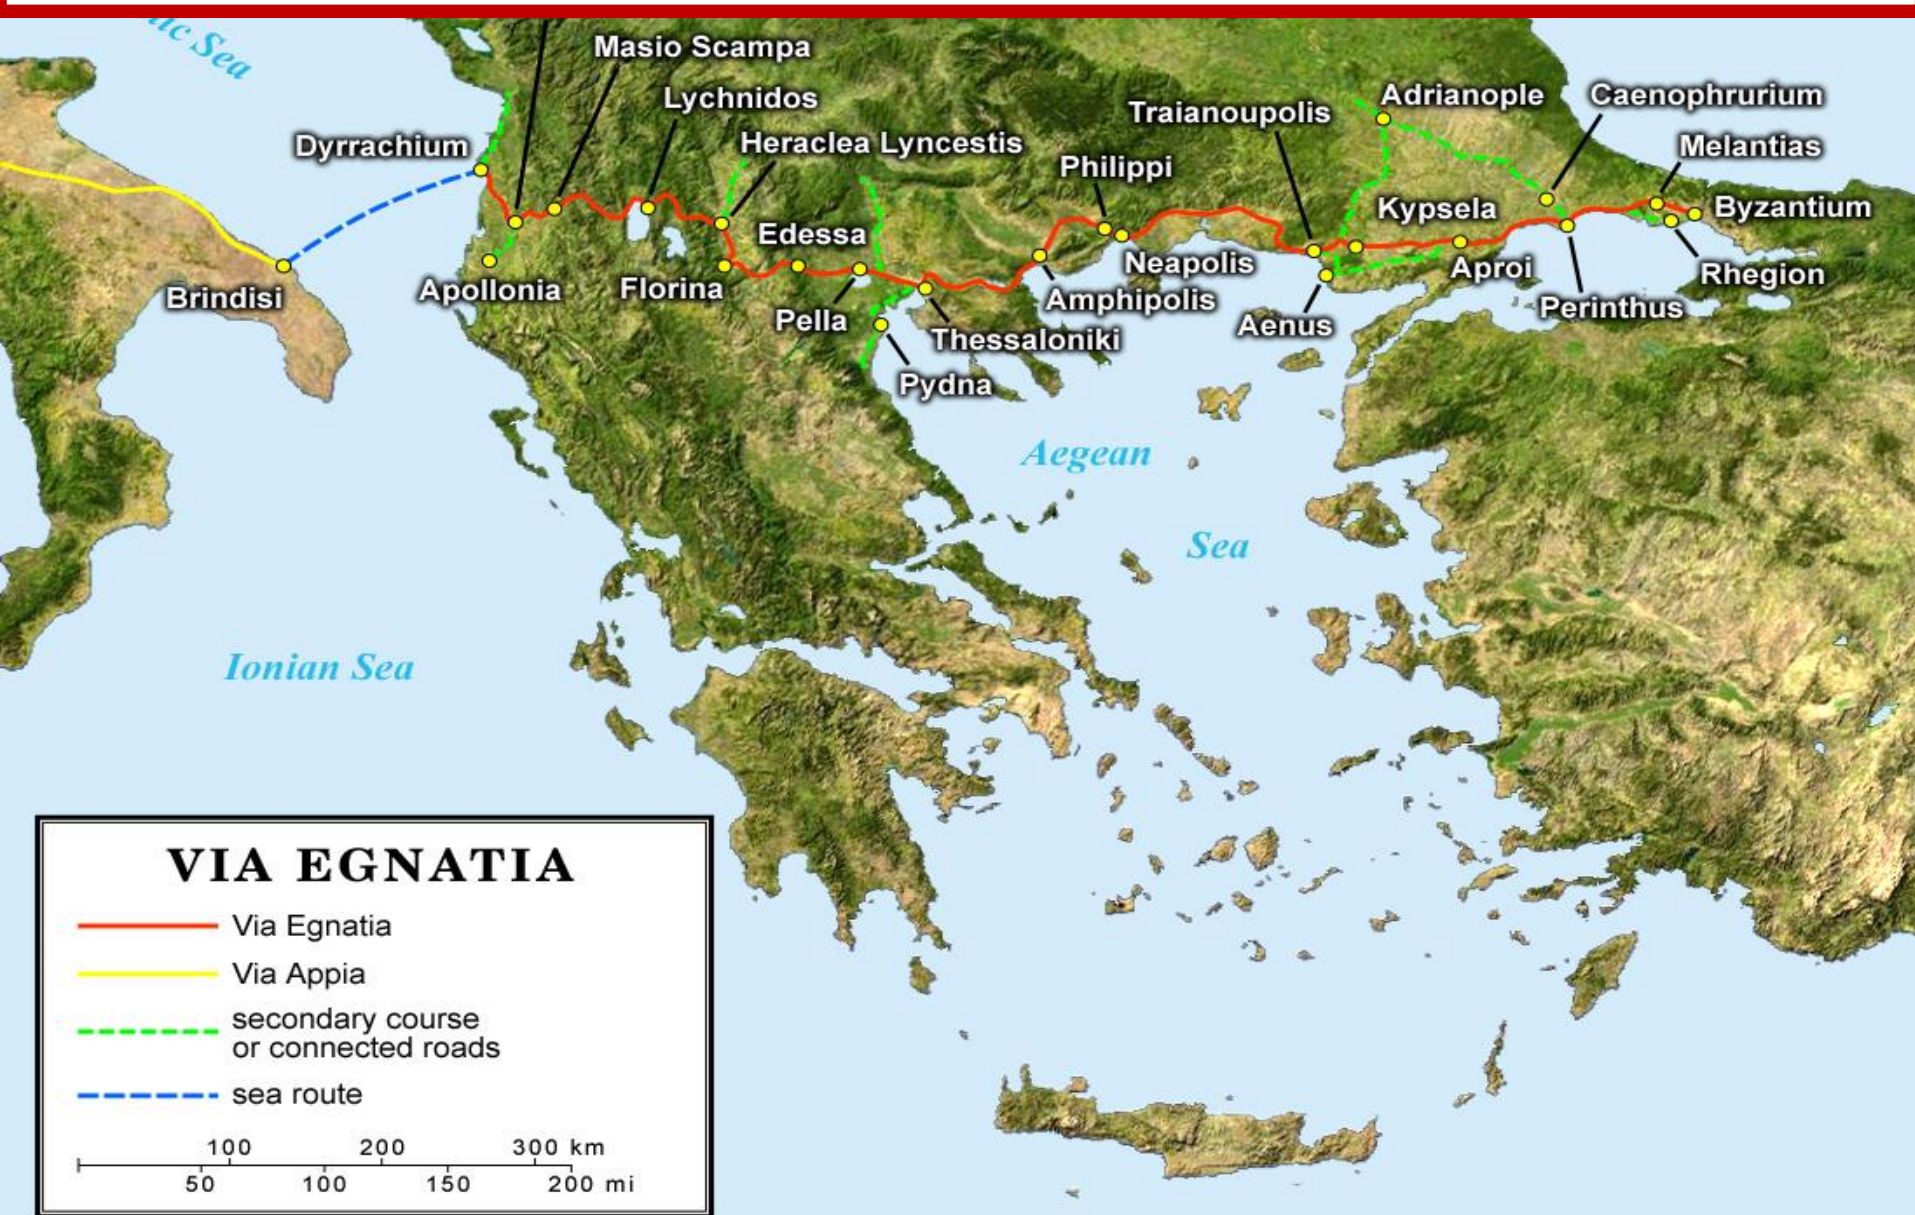 Sea
Masio Scampa
Lychnidos
Dyrrachium
Heraclea Lyncestis
Philippi
Traianoupolis
Adrianople
Caenophrurium
Melantias
Byzantium
Kypsela
Edessa
Brindisi
Apollonia
Florina
Pella
Thessaloniki
Pydna
Neapolis
Amphipolis
Aenus
Aproi
Perinthus
Rhegion
Aegean
Sea
Ionian Sea
VIA EGNATIA
Via Egnatia
Via Appia
secondary course
or connected roads
sea route
100 200 300 km
50 100 150 200 mi